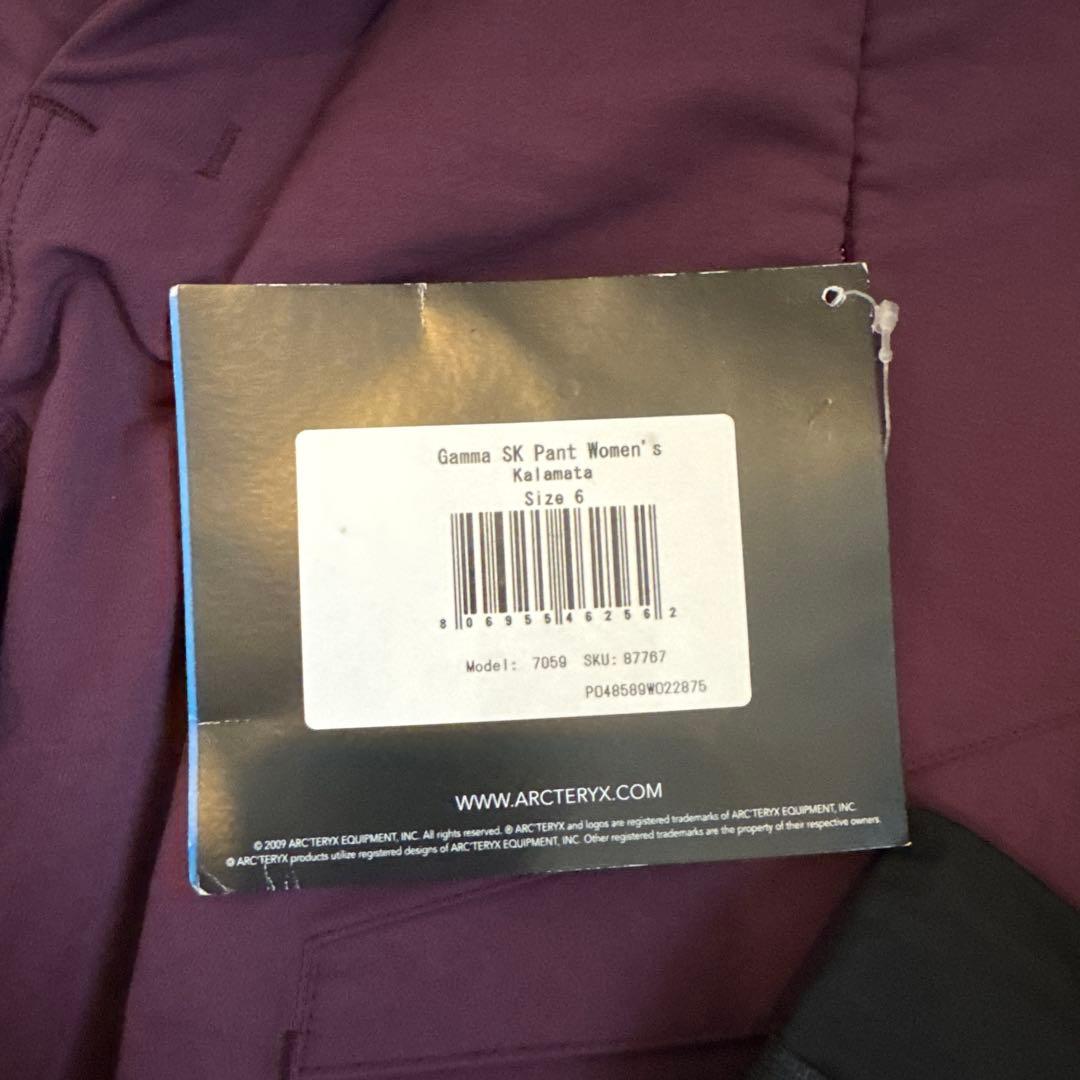 Gamma SK Pant Women's
Kalamata
Size 6
8 06955 46256 2
Model: 7059 SKU: 87767
PO48589WO22875
WWW.ARCTERYX.COM
© 2009 ARC'TERYX EQUIPMENT, INC. All rights reserved. ® ARC'TERYX and logos are registered trademarks of ARC'TERYX EQUIPMENT, INC.
® ARC'TERYX products utilize registered designs of ARC'TERYX EQUIPMENT, INC. Other registered trademarks are the property of their respective owners.